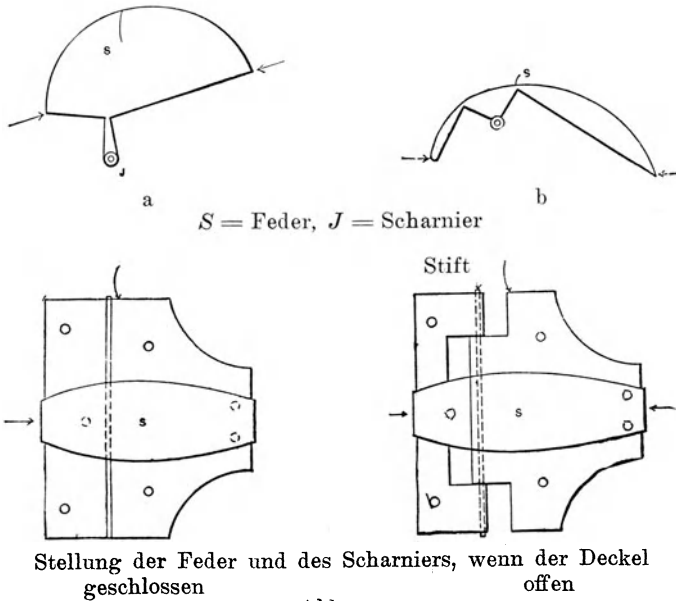 S
J
a
S
b
S = Feder, J = Scharnier
Stift
x
S
S
Stellung der Feder und des Scharniers, wenn der Deckel
geschlossen offen